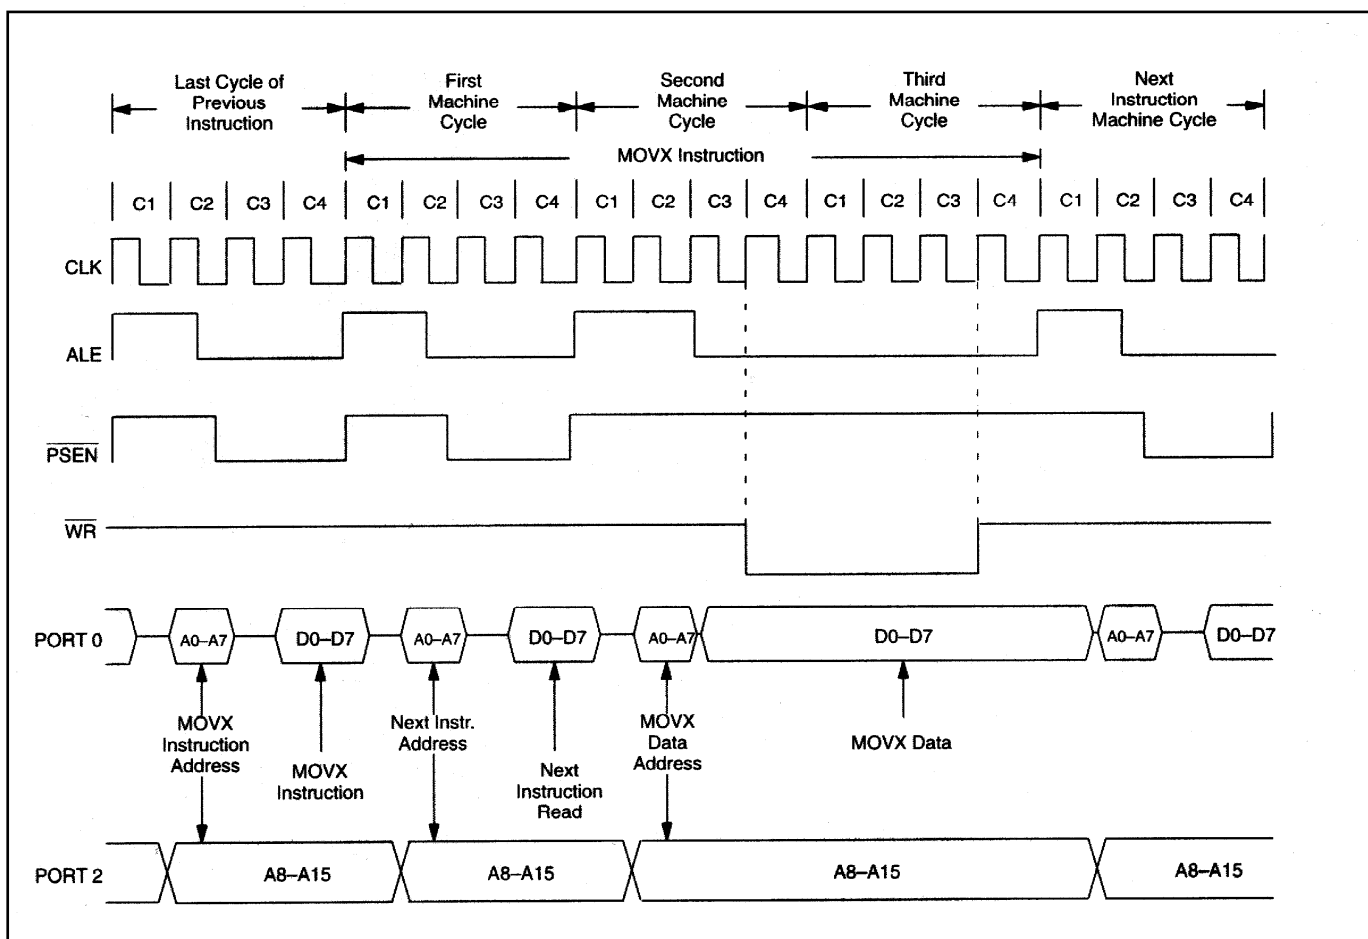 Last Cycle of
Previous
Instruction
First
Machine
Cycle
Second
Machine
Cycle
Third
Machine
Cycle
Next
Instruction
Machine Cycle
MOVX Instruction
C1 C2 C3 C4 C1 C2 C3 C4 C1 C2 C3 C4 C1 C2 C3 C4 C1 C2 C3 C4
CLK
ALE
PSEN
WR
PORT 0
A0–A7 D0–D7 A0–A7 D0–D7 A0–A7 D0–D7 A0–A7 D0–D7
MOVX
Instruction
Address
MOVX
Instruction
Next Instr.
Address
Next
Instruction
Read
MOVX
Data
Address
MOVX Data
PORT 2
A8–A15 A8–A15 A8–A15 A8–A15